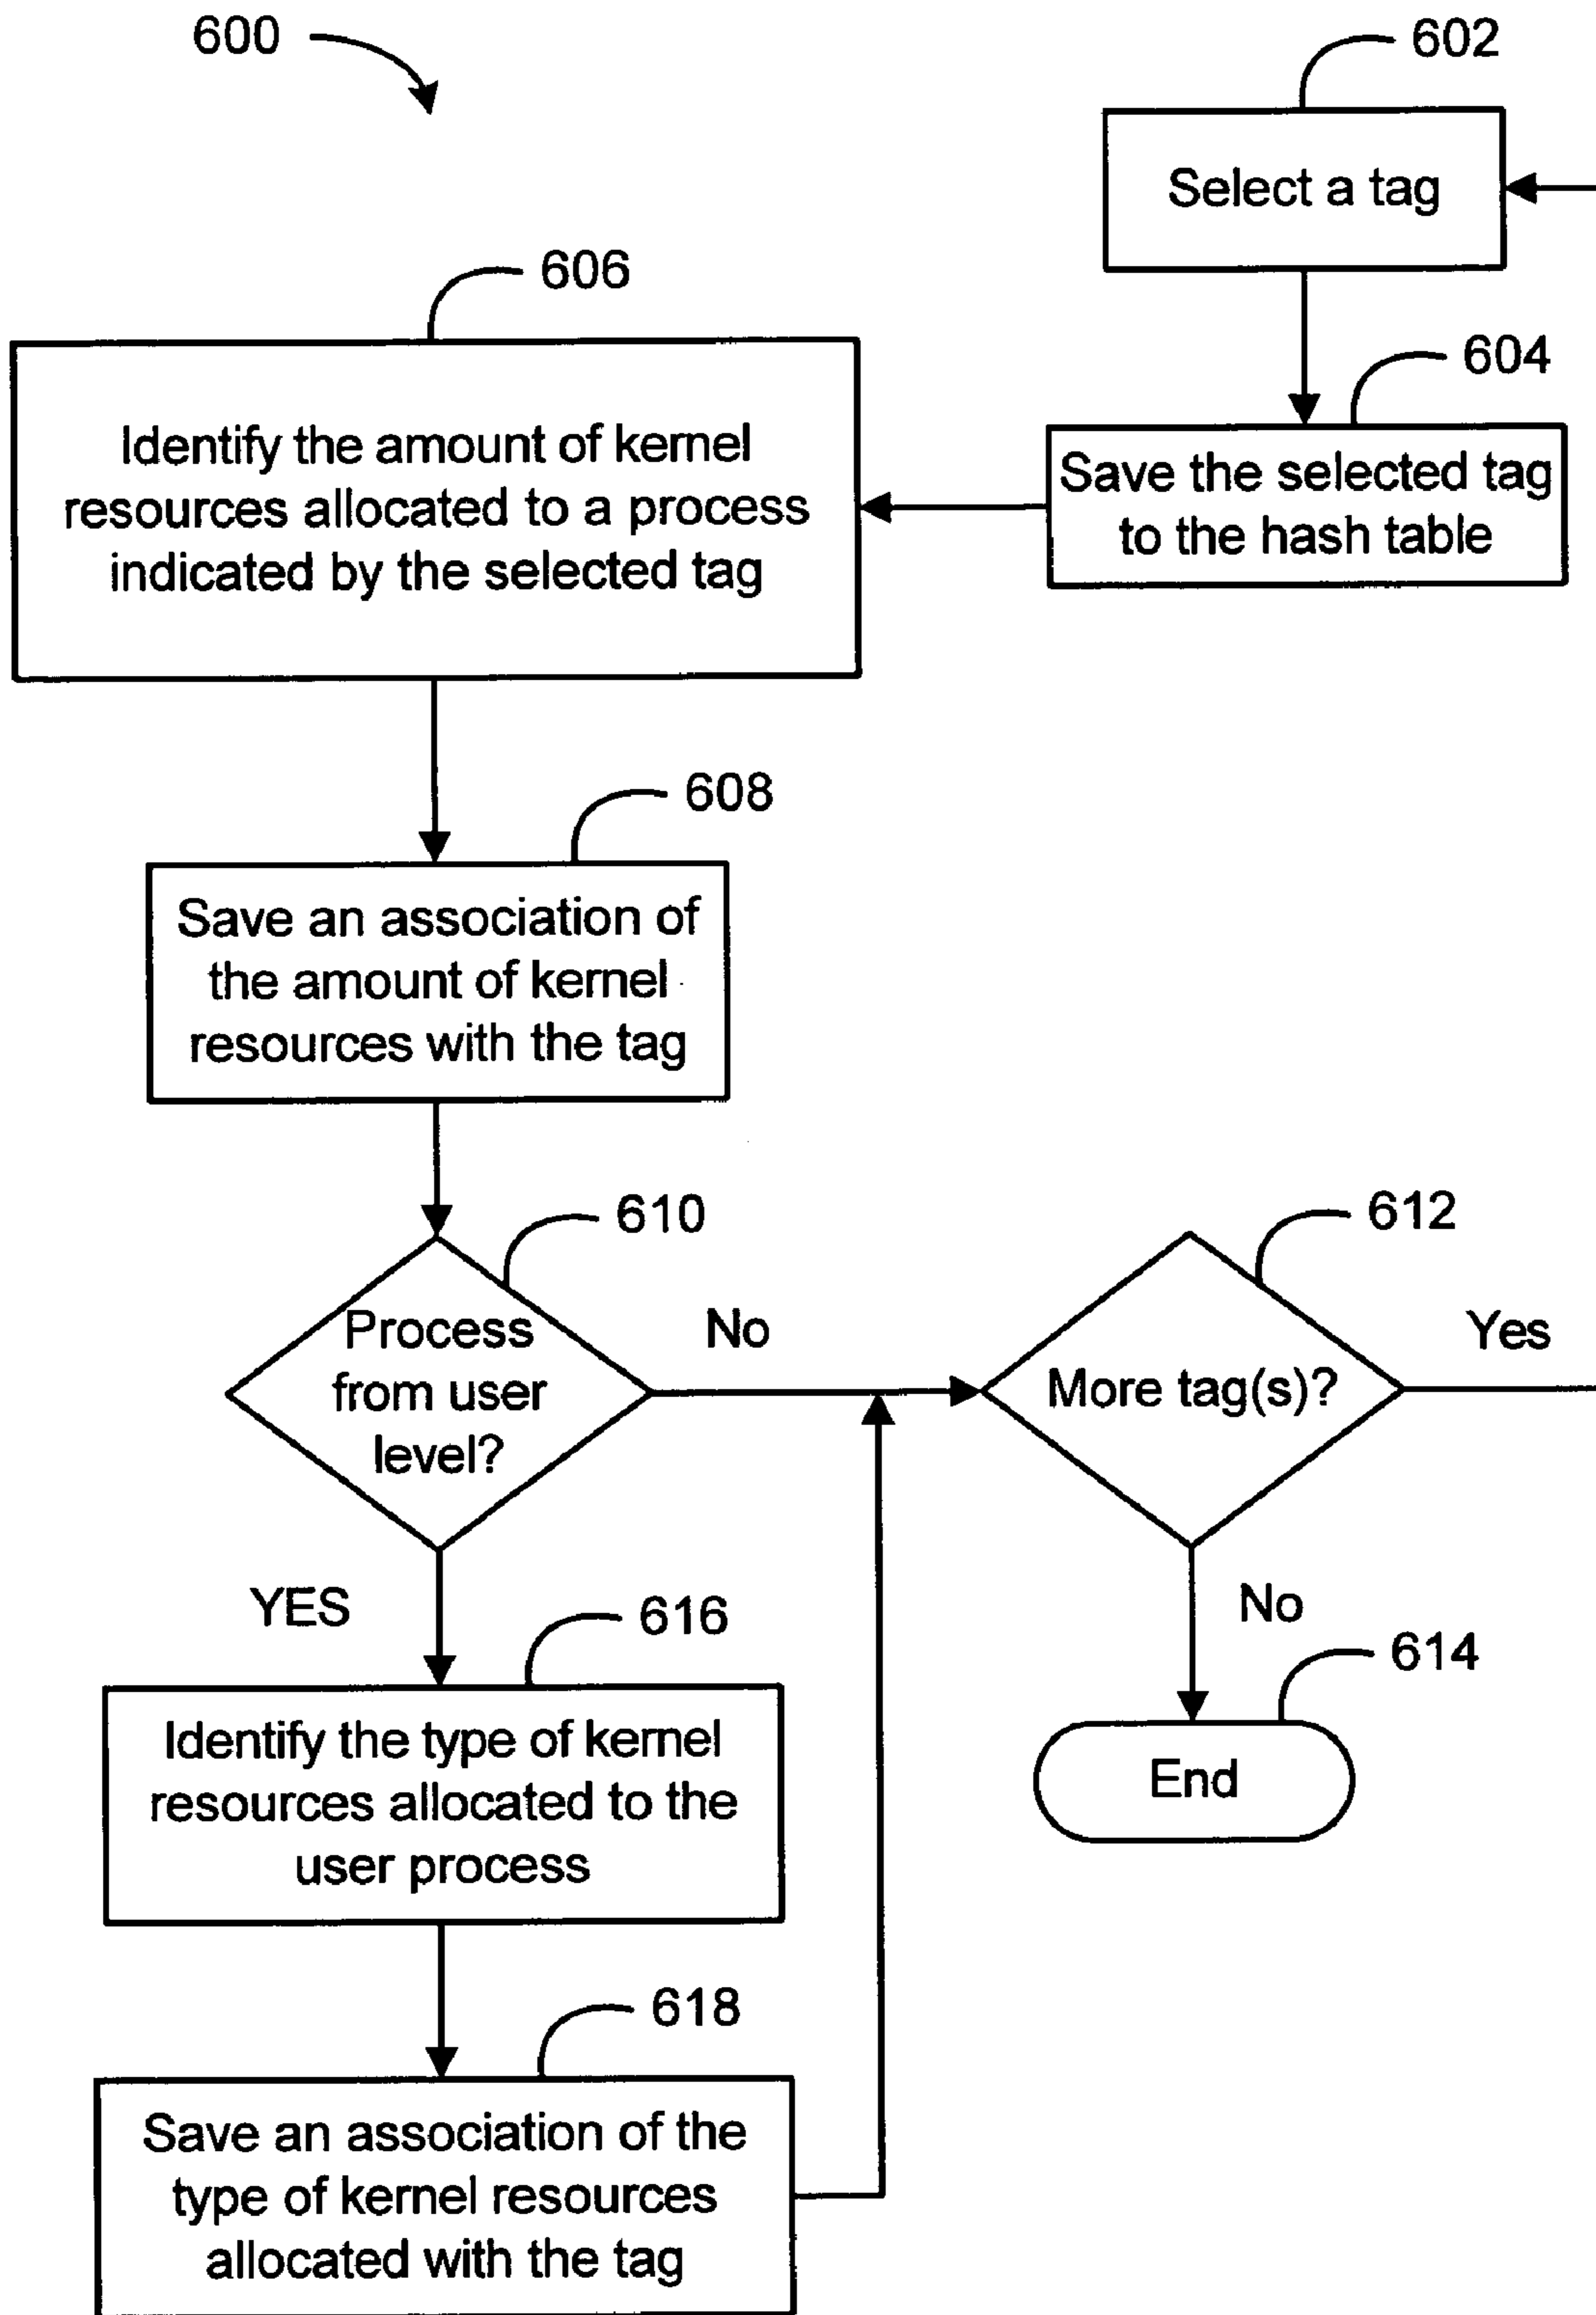 600
602
Select a tag
604
Save the selected tag
to the hash table
606
Identify the amount of kernel
resources allocated to a process
indicated by the selected tag
608
Save an association of
the amount of kernel
resources with the tag
610
Process
from user
level?
No
612
More tag(s)?
Yes
No
614
End
YES
616
Identify the type of kernel
resources allocated to the
user process
618
Save an association of the
type of kernel resources
allocated with the tag